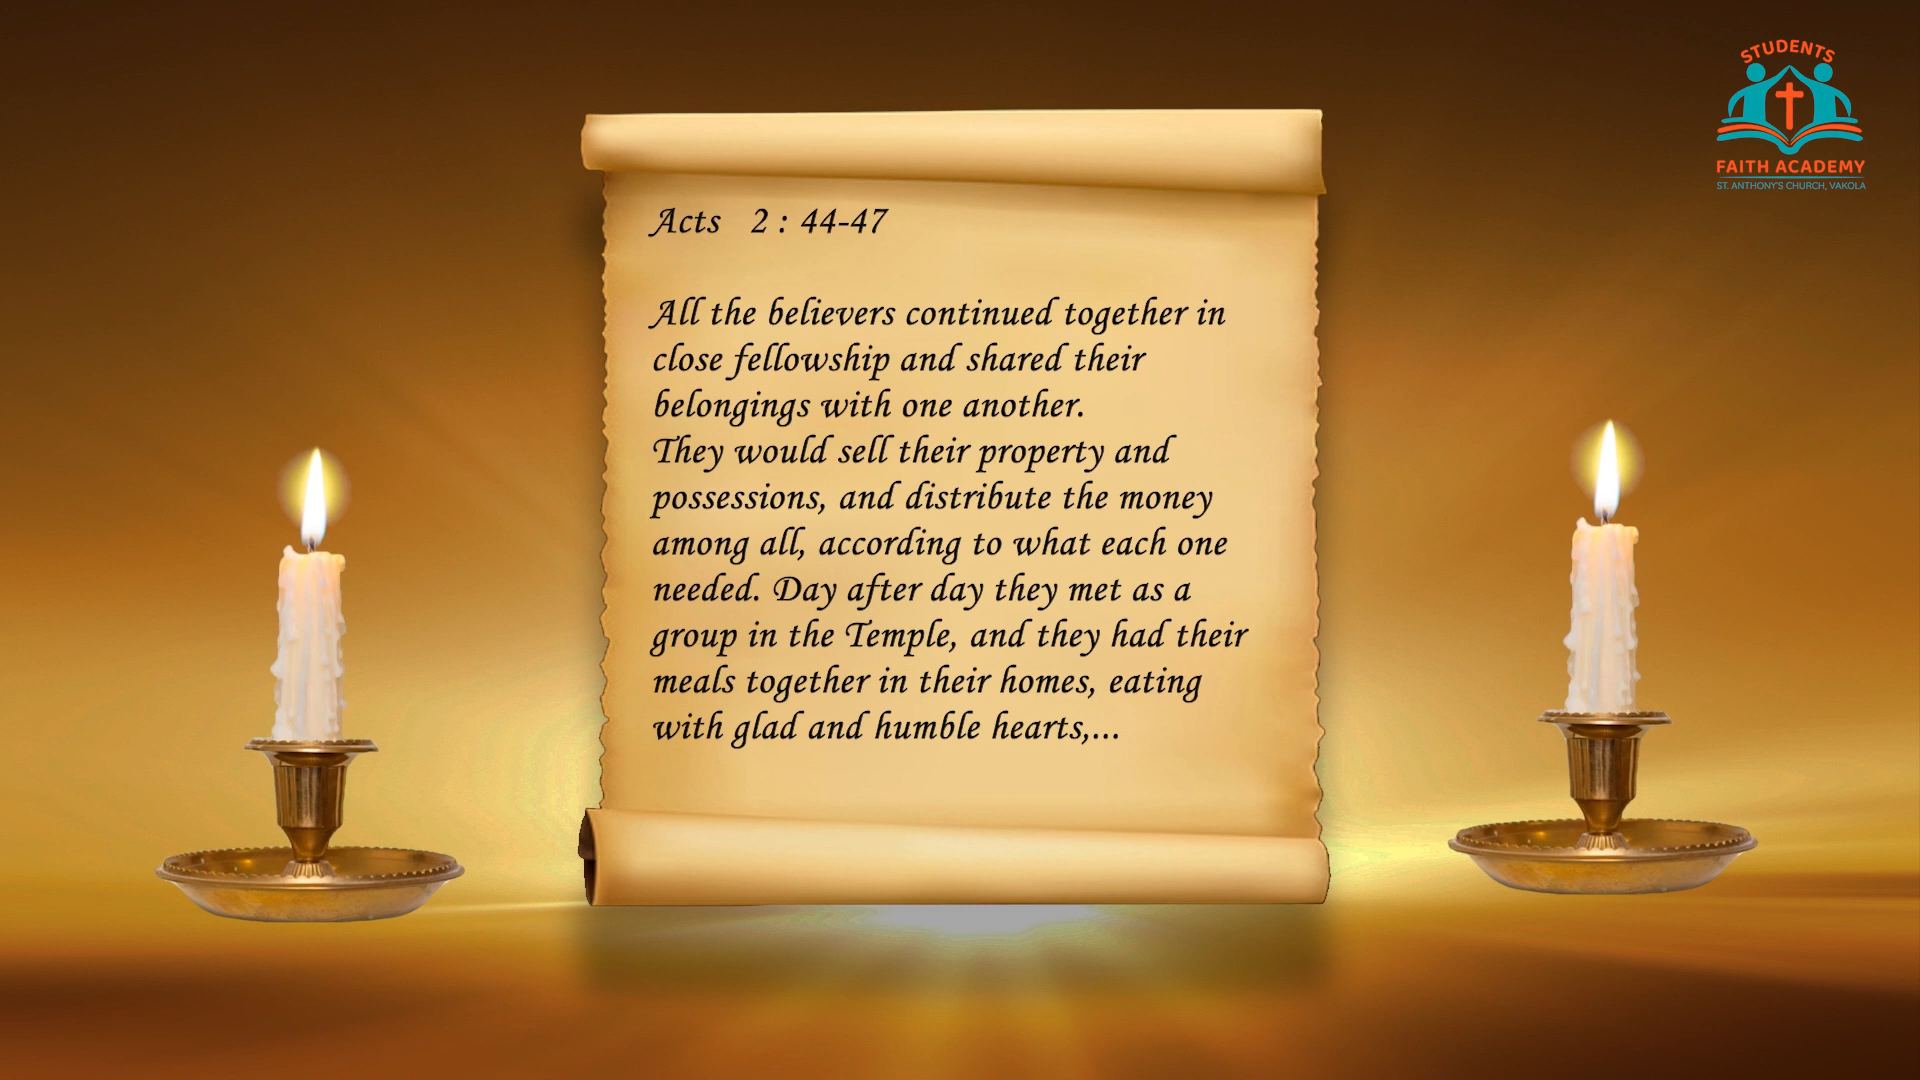 STUDENTS
FAITH ACADEMY
ST. ANTHONY'S CHURCH, VAKOLA
Acts 2 : 44-47
All the believers continued together in
close fellowship and shared their
belongings with one another.
They would sell their property and
possessions, and distribute the money
among all, according to what each one
needed. Day after day they met as a
group in the Temple, and they had their
meals together in their homes, eating
with glad and humble hearts,...